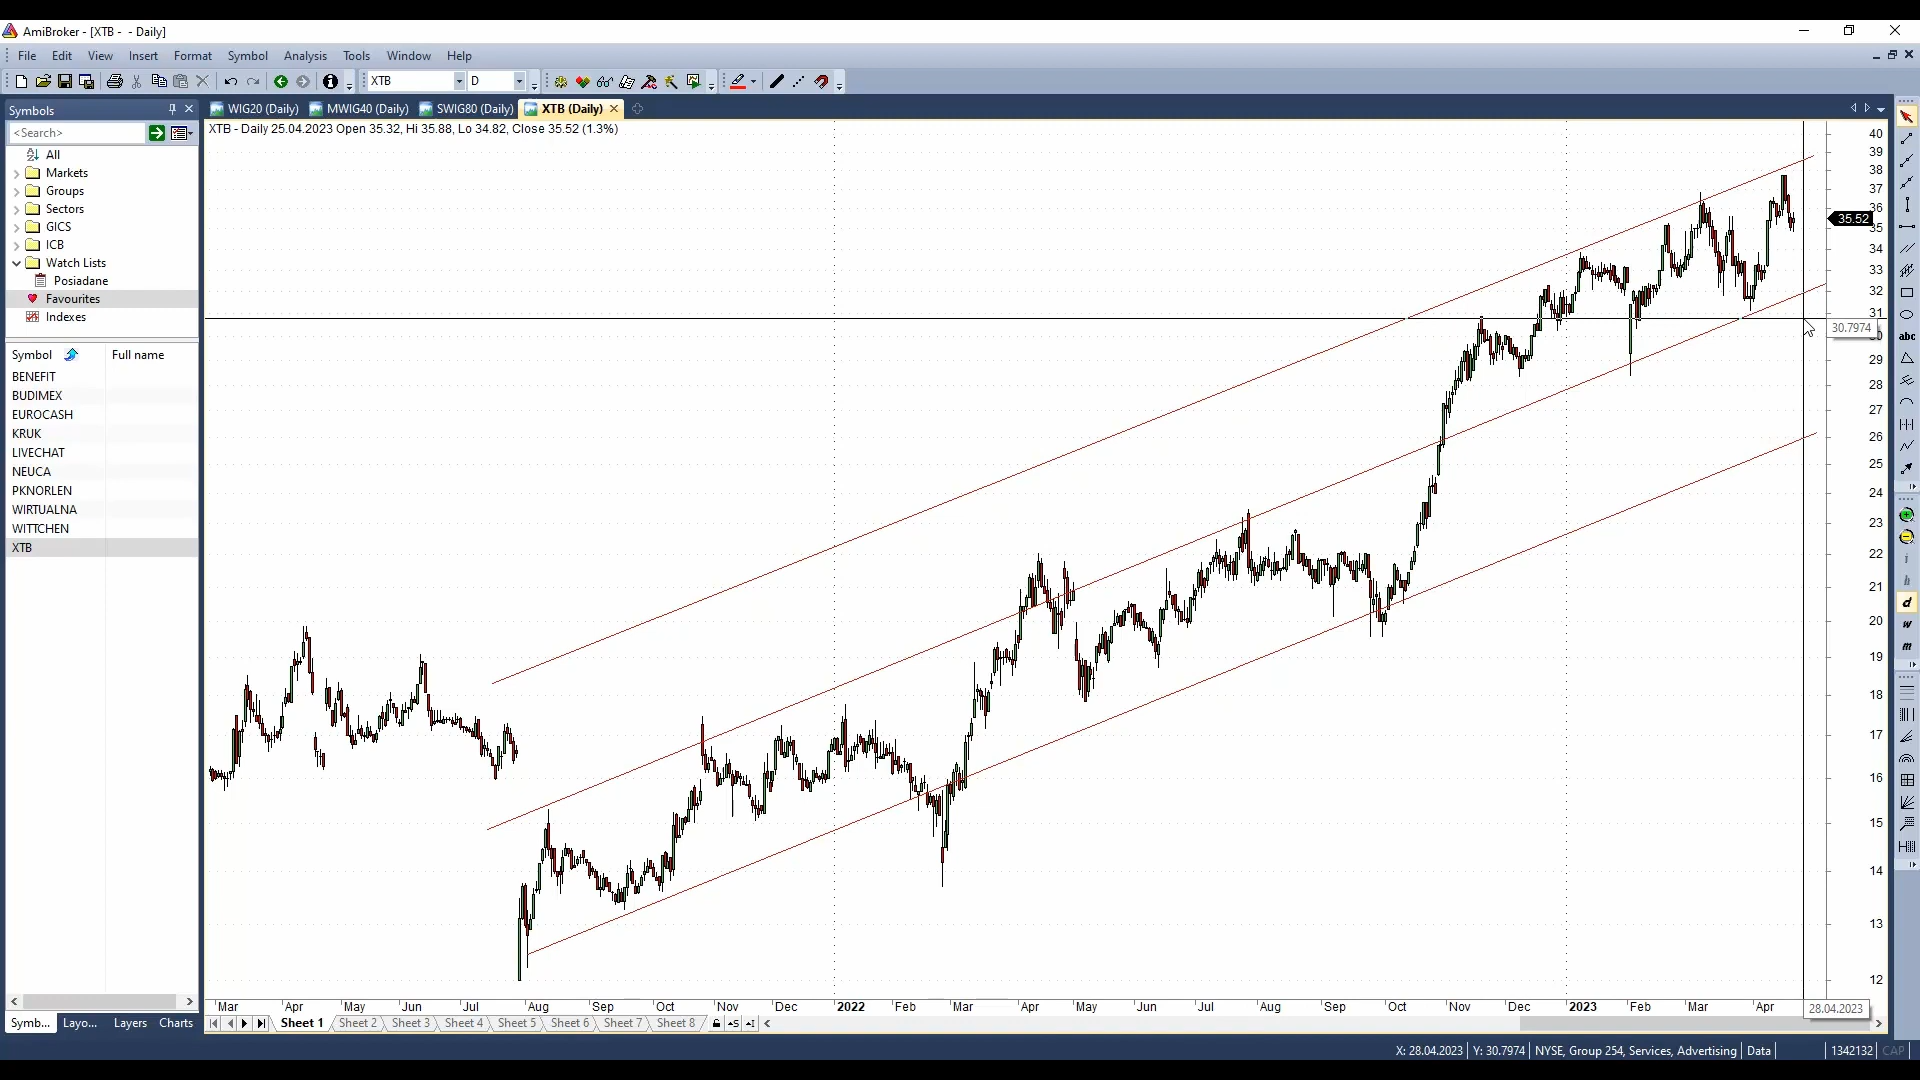 AmiBroker - [XTB - - Daily]
File Edit View Insert Format Symbol Analysis Tools Window Help
XTB D
Symbols
WIG20 (Daily) MWIG40 (Daily) SWIG80 (Daily) XTB (Daily)
<Search>
XTB - Daily 25.04.2023 Open 35.32, Hi 35.88, Lo 34.82, Close 35.52 (1.3%)
All
Markets
Groups
Sectors
GICS
ICB
Watch Lists
Posiadane
Favourites
Indexes
Symbol Full name
BENEFIT
BUDIMEX
EUROCASH
KRUK
LIVECHAT
NEUCA
PKNORLEN
WIRTUALNA
WITTCHEN
XTB
Symb... Layo... Layers Charts
40
39
38
37
36
35.52
35
34
33
32
31
30.7974
29
28
27
26
25
24
23
22
21
20
19
18
17
16
15
14
13
12
abc
i
h
d
w
m
Mar Apr May Jun Jul Aug Sep Oct Nov Dec 2022 Feb Mar Apr May Jun Jul Aug Sep Oct Nov Dec 2023 Feb Mar Apr
28.04.2023
Sheet 1 Sheet 2 Sheet 3 Sheet 4 Sheet 5 Sheet 6 Sheet 7 Sheet 8
X: 28.04.2023 Y: 30.7974 NYSE, Group 254, Services, Advertising Data 1342132 CAP